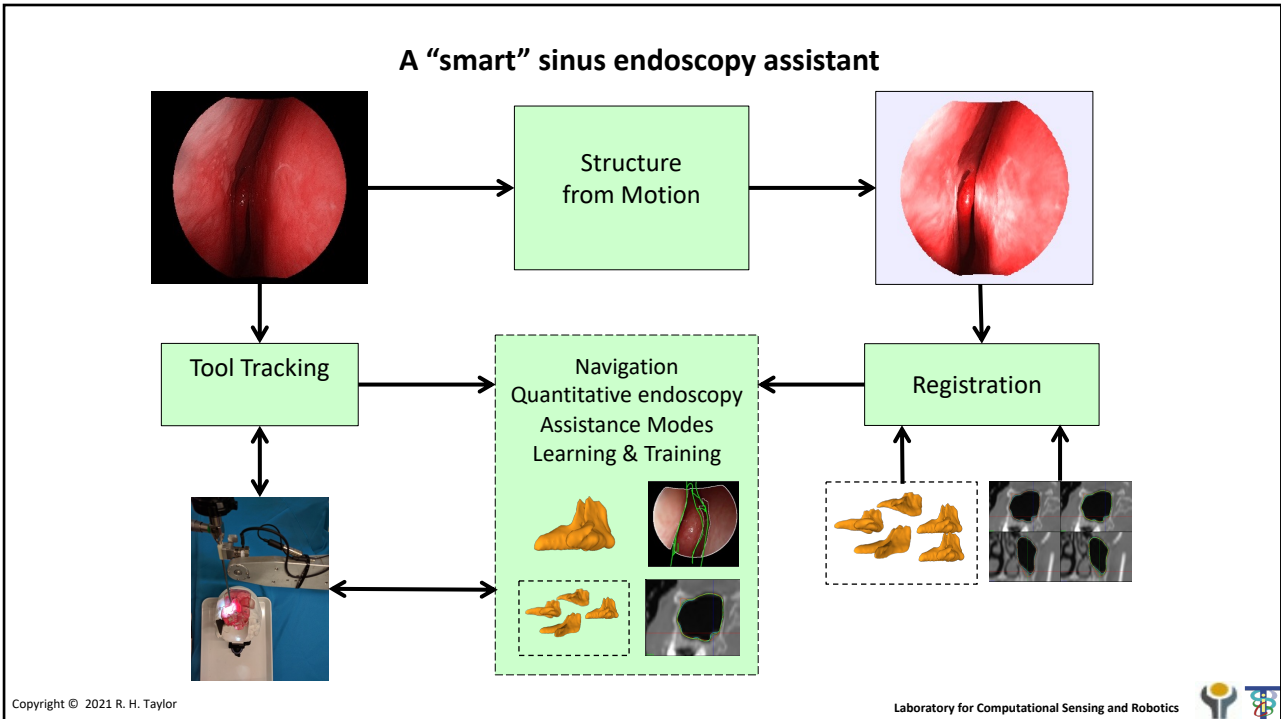 A “smart” sinus endoscopy assistant
Structure
from Motion
Tool Tracking
Navigation
Quantitative endoscopy
Assistance Modes
Learning & Training
Registration
Copyright © 2021 R. H. Taylor
Laboratory for Computational Sensing and Robotics